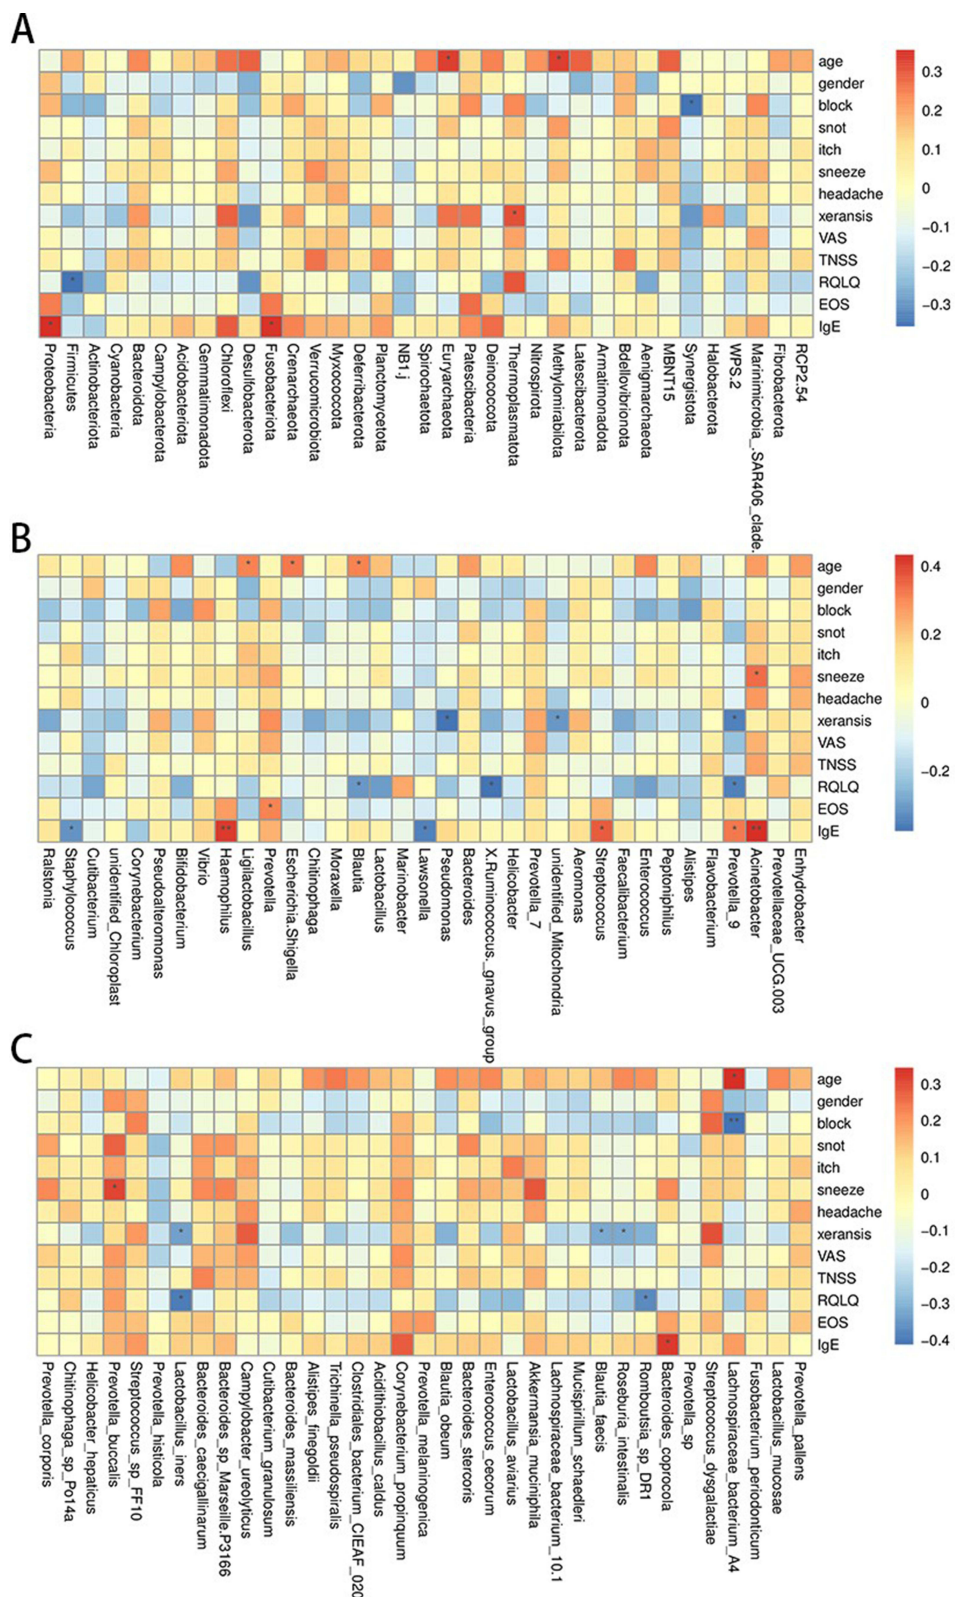 A
age
gender
block
snot
itch
sneeze
headache
xeransis
VAS
TNSS
RQLQ
EOS
IgE
0.3
0.2
0.1
0
−0.1
−0.2
−0.3
Proteobacteria
Firmicutes
Actinobacteriota
Cyanobacteria
Bacteroidota
Campylobacterota
Acidobacteriota
Gemmatimonadota
Chloroflexi
Desulfobacterota
Fusobacteriota
Crenarchaeota
Verrucomicrobiota
Myxococcota
Deferribacterota
Planctomycetota
NB1.j
Spirochaetota
Euryarchaeota
Patescibacteria
Deinococcota
Thermoplasmatota
Nitrospirota
Methylomirabilota
Latescibacterota
Armatimonadota
Bdellovibrionota
Aenigmarchaeota
MBNT15
Synergistota
Halobacterota
WPS.2
Marinimicrobia_.SAR406_clade.
Fibrobacterota
RCP2.54
B
age
gender
block
snot
itch
sneeze
headache
xeransis
VAS
TNSS
RQLQ
EOS
IgE
0.4
0.2
0
−0.2
Ralstonia
Staphylococcus
Cutibacterium
unidentified_Chloroplast
Corynebacterium
Pseudoalteromonas
Bifidobacterium
Vibrio
Haemophilus
Ligilactobacillus
Prevotella
Escherichia.Shigella
Chitinophaga
Moraxella
Blautia
Lactobacillus
Marinobacter
Lawsonella
Pseudomonas
Bacteroides
X.Ruminococcus._gnavus_group
Helicobacter
Prevotella_7
unidentified_Mitochondria
Aeromonas
Streptococcus
Faecalibacterium
Enterococcus
Peptoniphilus
Alistipes
Flavobacterium
Prevotella_9
Acinetobacter
Prevotellaceae_UCG.003
Enhydrobacter
C
age
gender
block
snot
itch
sneeze
headache
xeransis
VAS
TNSS
RQLQ
EOS
IgE
0.3
0.2
0.1
0
−0.1
−0.2
−0.3
−0.4
Prevotella_corporis
Chitinophaga_sp_Po14a
Helicobacter_hepaticus
Prevotella_buccalis
Streptococcus_sp_FF10
Prevotella_histicola
Lactobacillus_iners
Bacteroides_caecigallinarum
Bacteroides_sp_Marseille.P3166
Campylobacter_ureolyticus
Cutibacterium_granulosum
Bacteroides_massiliensis
Alistipes_finegoldii
Trichinella_pseudospiralis
Clostridiales_bacterium_CIEAF_020
Acidithiobacillus_caldus
Corynebacterium_propinquum
Prevotella_melaninogenica
Blautia_obeum
Bacteroides_stercoris
Enterococcus_cecorum
Lactobacillus_aviarius
Akkermansia_muciniphila
Lachnospiraceae_bacterium_10.1
Mucispirillum_schaedleri
Blautia_faecis
Roseburia_intestinalis
Romboutsia_sp_DR1
Bacteroides_coprocola
Prevotella_sp
Streptococcus_dysgalactiae
Lachnospiraceae_bacterium_A4
Fusobacterium_periodonticum
Lactobacillus_mucosae
Prevotella_pallens